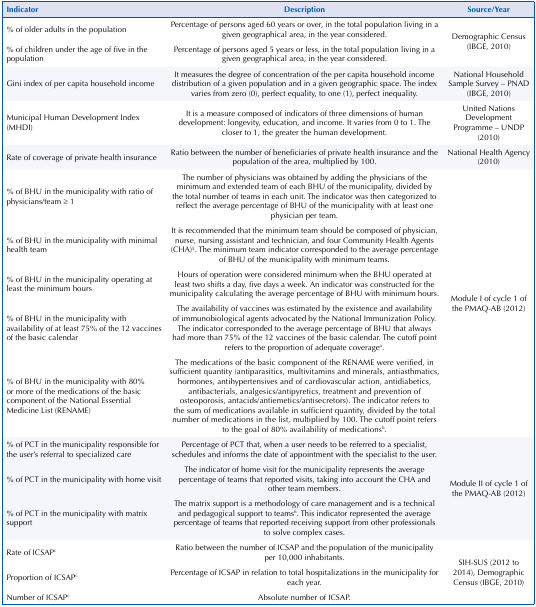 Indicator Description Source/Year
% of older adults in the population
Percentage of persons aged 60 years or over, in the total population living in a
given geographical area, in the year considered.
Demographic Census
(IBGE, 2010)
% of children under the age of five in the
population
Percentage of persons aged 5 years or less, in the total population living in a
given geographical area, in the year considered.
Gini index of per capita household income
It measures the degree of concentration of the per capita household income
distribution of a given population and in a given geographic space. The index
varies from zero (0), perfect equality, to one (1), perfect inequality.
National Household
Sample Survey – PNAD
(IBGE, 2010)
Municipal Human Development Index
(MHDI)
It is a measure composed of indicators of three dimensions of human
development: longevity, education, and income. It varies from 0 to 1. The
closer to 1, the greater the human development.
United Nations
Development
Programme – UNDP
(2010)
Rate of coverage of private health insurance
Ratio between the number of beneficiaries of private health insurance and the
population of the area, multiplied by 100.
National Health Agency
(2010)
% of BHU in the municipality with ratio of
physicians/team ≥ 1
The number of physicians was obtained by adding the physicians of the
minimum and extended team of each BHU of the municipality, divided by
the total number of teams in each unit. The indicator was then categorized to
reflect the average percentage of BHU of the municipality with at least one
physician per team.
Module I of cycle 1 of
the PMAQ-AB (2012)
% of BHU in the municipality with minimal
health team
It is recommended that the minimum team should be composed of physician,
nurse, nursing assistant and technician, and four Community Health Agents
(CHA)a. The minimum team indicator corresponded to the average percentage
of BHU of the municipality with minimum teams.
% of BHU in the municipality operating at
least the minimum hours
Hours of operation were considered minimum when the BHU operated at
least two shifts a day, five days a week. An indicator was constructed for the
municipality calculating the average percentage of BHU with minimum hours.
% of BHU in the municipality with
availability of at least 75% of the 12 vaccines
of the basic calendar
The availability of vaccines was estimated by the existence and availability
of immunobiological agents advocated by the National Immunization Policy.
The indicator corresponded to the average percentage of BHU that always
had more than 75% of the 12 vaccines of the basic calendar. The cutoff point
refers to the proportion of adequate coverageª.
% of BHU in the municipality with 80%
or more of the medications of the basic
component of the National Essential
Medicine List (RENAME)
The medications of the basic component of the RENAME were verified, in
sufficient quantity (antiparasitics, multivitamins and minerals, antiasthmatics,
hormones, antihypertensives and of cardiovascular action, antidiabetics,
antibacterials, analgesics/antipyretics, treatment and prevention of
osteoporosis, antacids/antiemetics/antisecretors). The indicator refers to
the sum of medications available in sufficient quantity, divided by the total
number of medications in the list, multiplied by 100. The cutoff point refers
to the goal of 80% availability of medicationsᵇ.
% of PCT in the municipality responsible for
the user's referral to specialized care
Percentage of PCT that, when a user needs to be referred to a specialist,
schedules and informs the date of appointment with the specialist to the user.
Module II of cycle 1 of
the PMAQ-AB (2012)
% of PCT in the municipality with home visit
The indicator of home visit for the municipality represents the average
percentage of teams that reported visits, taking into account the CHA and
other team members.
% of PCT in the municipality with matrix
support
The matrix support is a methodology of care management and is a technical
and pedagogical support to teamsᵇ. This indicator represented the average
percentage of teams that reported receiving support from other professionals
to solve complex cases.
Rate of ICSAPᶜ
Ratio between the number of ICSAP and the population of the municipality
per 10,000 inhabitants.
SIH-SUS (2012 to
2014), Demographic
Census (IBGE, 2010)
Proportion of ICSAPᶜ
Percentage of ICSAP in relation to total hospitalizations in the municipality for
each year.
Number of ICSAPᶜ
Absolute number of ICSAP.